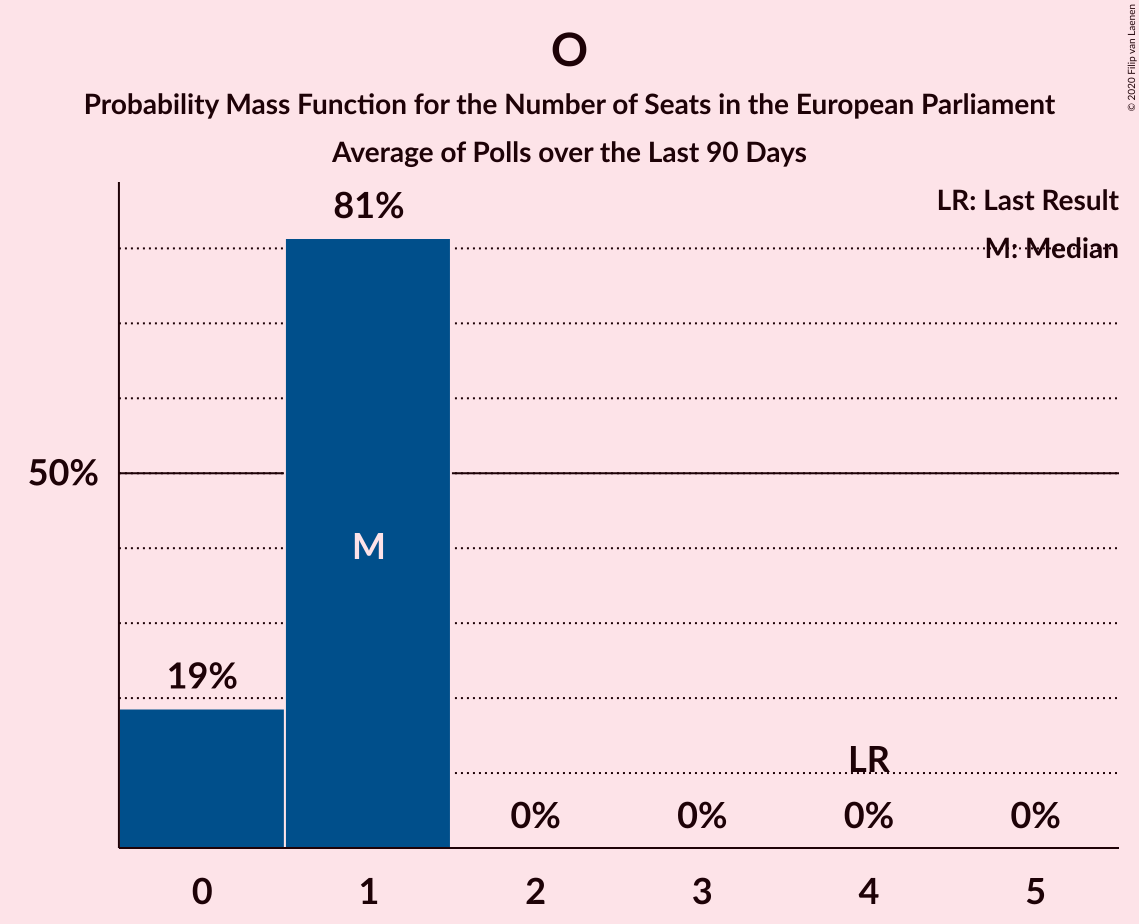 O
Probability Mass Function for the Number of Seats in the European Parliament
Average of Polls over the Last 90 Days
© 2020 Filip van Laenen
LR: Last Result
M: Median
81%
50%
M
19%
LR
0%
0%
0%
0%
0
1
2
3
4
5